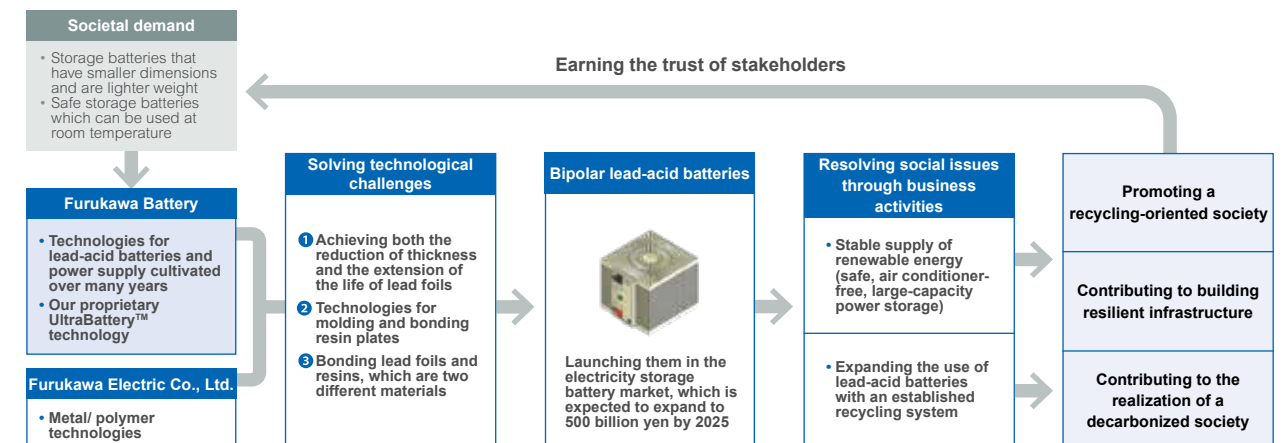 Societal demand
• Storage batteries that
have smaller dimensions
and are lighter weight
• Safe storage batteries
which can be used at
room temperature
Earning the trust of stakeholders
Furukawa Battery
• Technologies for
lead-acid batteries and
power supply cultivated
over many years
• Our proprietary
UltraBattery™
technology
Furukawa Electric Co., Ltd.
• Metal/ polymer
technologies
Solving technological
challenges
❶ Achieving both the
reduction of thickness
and the extension of
the life of lead foils
❷ Technologies for
molding and bonding
resin plates
❸ Bonding lead foils and
resins, which are two
different materials
Bipolar lead-acid batteries
Launching them in the
electricity storage
battery market, which is
expected to expand to
500 billion yen by 2025
Resolving social issues
through business
activities
• Stable supply of
renewable energy
(safe, air conditioner-
free, large-capacity
power storage)
• Expanding the use of
lead-acid batteries
with an established
recycling system
Promoting a
recycling-oriented society
Contributing to building
resilient infrastructure
Contributing to the
realization of a
decarbonized society